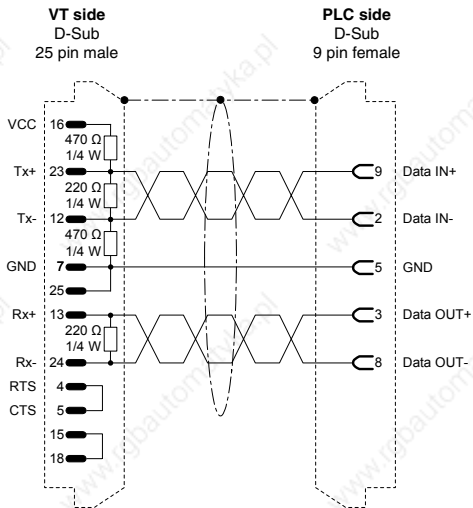 VT side
D-Sub
25 pin male
PLC side
D-Sub
9 pin female
VCC 16
470 Ω
1/4 W
Tx+ 23 9 Data IN+
220 Ω
1/4 W
Tx- 12 2 Data IN-
470 Ω
1/4 W
GND 7 5 GND
25
Rx+ 13 3 Data OUT+
220 Ω
1/4 W
Rx- 24 8 Data OUT-
RTS 4
CTS 5
15
18
www.rgbautomatyka.pl